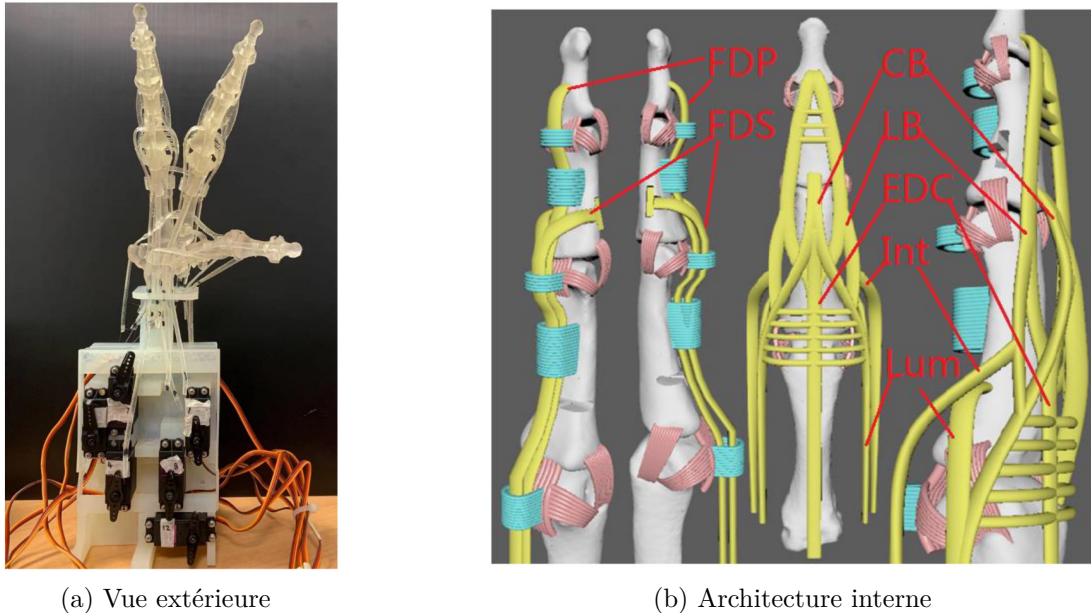 FDP
FDS
CB
LB
EDC
Int
Lum
(a) Vue extérieure
(b) Architecture interne